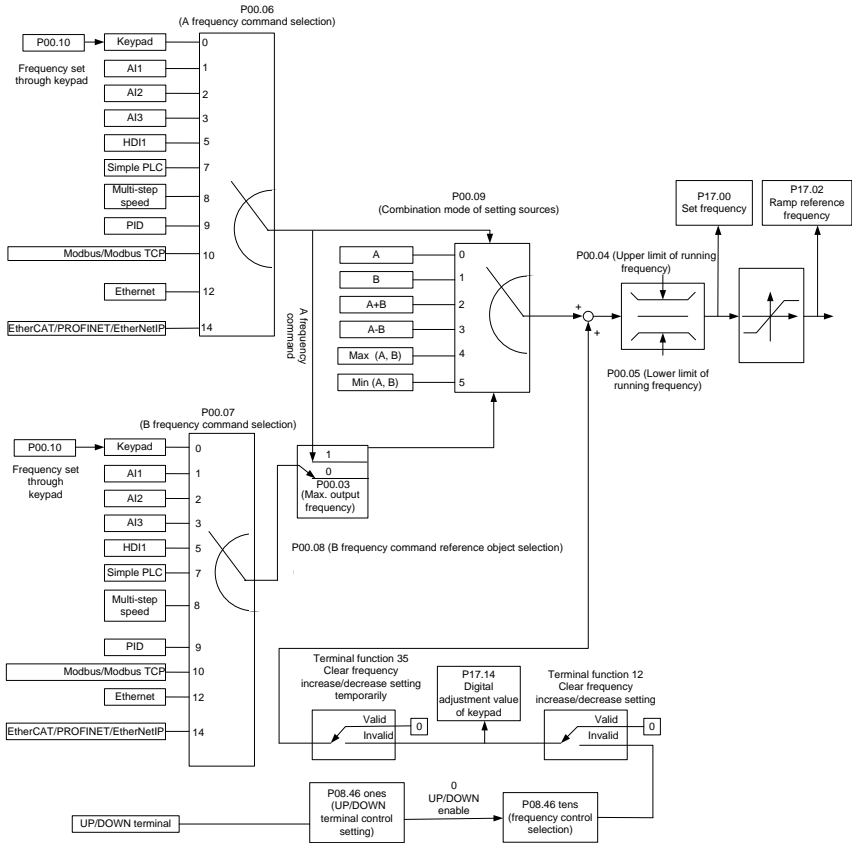 P00.06
(A frequency command selection)
P00.10
Keypad
0
Frequency set
through keypad
AI1
1
AI2
2
AI3
3
HDI1
5
Simple PLC
7
Multi-step
speed
8
PID
9
Modbus/Modbus TCP
10
Ethernet
12
EtherCAT/PROFINET/EtherNetIP
14
A frequency
command
P00.09
(Combination mode of setting sources)
A
0
B
1
A+B
2
A-B
3
Max (A, B)
4
Min (A, B)
5
P17.00
Set frequency
P17.02
Ramp reference
frequency
P00.04 (Upper limit of running
frequency)
+
+
P00.05 (Lower limit of
running frequency)
P00.07
(B frequency command selection)
P00.10
Keypad
0
Frequency set
through
keypad
AI1
1
AI2
2
AI3
3
HDI1
5
Simple PLC
7
Multi-step
speed
8
PID
9
Modbus/Modbus TCP
10
Ethernet
12
EtherCAT/PROFINET/EtherNetIP
14
1
0
P00.03
(Max. output
frequency)
P00.08 (B frequency command reference object selection)
Terminal function 35
Clear frequency
increase/decrease setting
temporarily
Valid
0
Invalid
P17.14
Digital
adjustment value
of keypad
Terminal function 12
Clear frequency
increase/decrease setting
Valid
0
Invalid
UP/DOWN terminal
P08.46 ones
(UP/DOWN
terminal control
setting)
0
UP/DOWN
enable
P08.46 tens
(frequency control
selection)